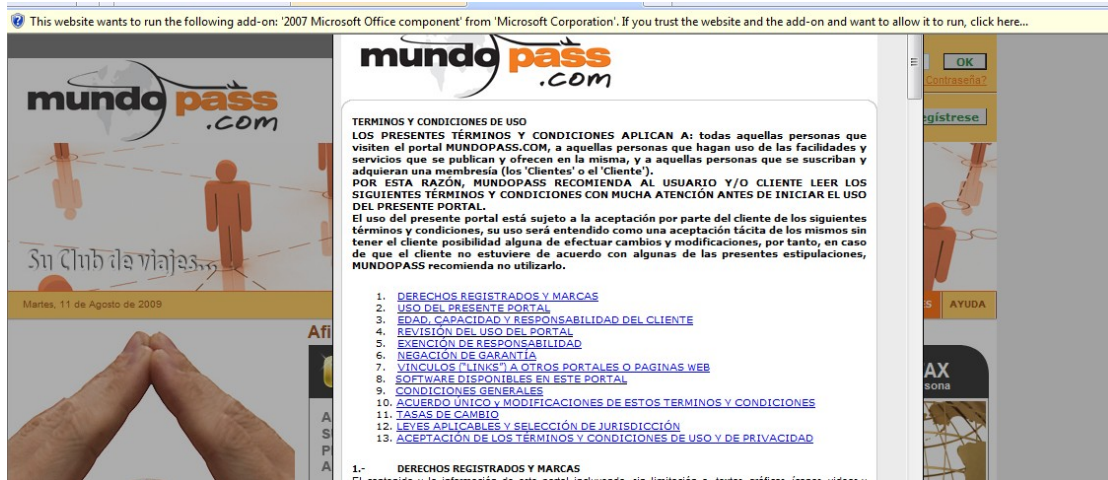 This website wants to run the following add-on: '2007 Microsoft Office component' from 'Microsoft Corporation'. If you trust the website and the add-on and want to allow it to run, click here...
mundo pass
.com
OK
Contraseña?
egístrese
Su Club de viajes...
Martes, 11 de Agosto de 2009
S AYUDA
Afi
AX
sona
A
S
P
A
mundo pass
.com
TERMINOS Y CONDICIONES DE USO
LOS PRESENTES TÉRMINOS Y CONDICIONES APLICAN A: todas aquellas personas que
visiten el portal MUNDOPASS.COM, a aquellas personas que hagan uso de las facilidades y
servicios que se publican y ofrecen en la misma, y a aquellas personas que se suscriban y
adquieran una membresía (los 'Clientes' o el 'Cliente').
POR ESTA RAZÓN, MUNDOPASS RECOMIENDA AL USUARIO Y/O CLIENTE LEER LOS
SIGUIENTES TÉRMINOS Y CONDICIONES CON MUCHA ATENCIÓN ANTES DE INICIAR EL USO
DEL PRESENTE PORTAL.
El uso del presente portal está sujeto a la aceptación por parte del cliente de los siguientes
términos y condiciones, su uso será entendido como una aceptación tácita de los mismos sin
tener el cliente posibilidad alguna de efectuar cambios y modificaciones, por tanto, en caso
de que el cliente no estuviere de acuerdo con algunas de las presentes estipulaciones,
MUNDOPASS recomienda no utilizarlo.
1. DERECHOS REGISTRADOS Y MARCAS
2. USO DEL PRESENTE PORTAL
3. EDAD, CAPACIDAD Y RESPONSABILIDAD DEL CLIENTE
4. REVISIÓN DEL USO DEL PORTAL
5. EXENCIÓN DE RESPONSABILIDAD
6. NEGACIÓN DE GARANTÍA
7. VINCULOS ("LINKS") A OTROS PORTALES O PAGINAS WEB
8. SOFTWARE DISPONIBLES EN ESTE PORTAL
9. CONDICIONES GENERALES
10. ACUERDO ÚNICO y MODIFICACIONES DE ESTOS TERMINOS Y CONDICIONES
11. TASAS DE CAMBIO
12. LEYES APLICABLES Y SELECCIÓN DE JURISDICCIÓN
13. ACEPTACIÓN DE LOS TÉRMINOS Y CONDICIONES DE USO Y DE PRIVACIDAD
1.- DERECHOS REGISTRADOS Y MARCAS